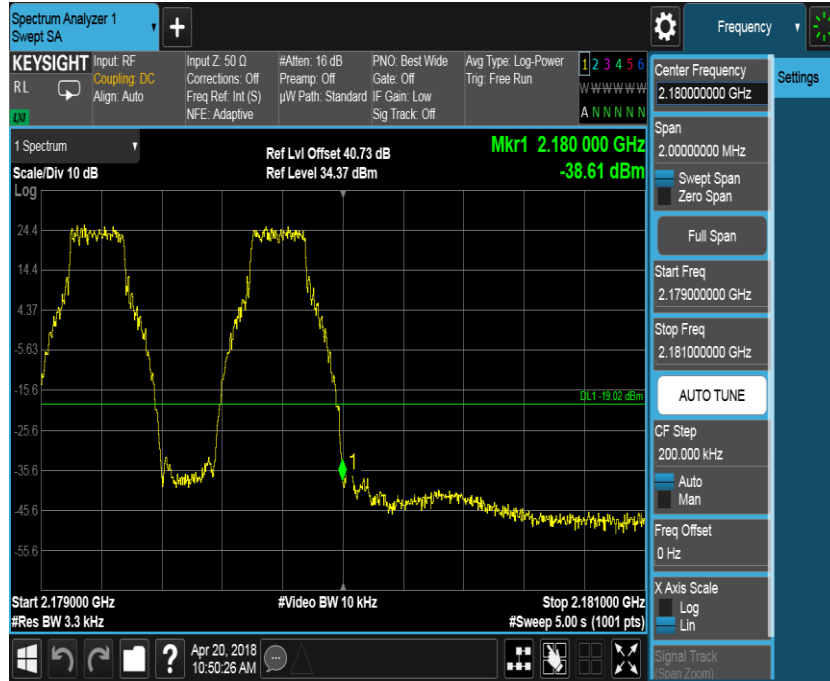 Spectrum Analyzer 1
Swept SA
+
Frequency
KEYSIGHT
RL
LXI
Input: RF
Coupling: DC
Align: Auto
Input Z: 50 Ω
Corrections: Off
Freq Ref: Int (S)
NFE: Adaptive
#Atten: 16 dB
Preamp: Off
µW Path: Standard
PNO: Best Wide
Gate: Off
IF Gain: Low
Sig Track: Off
Avg Type: Log-Power
Trig: Free Run
1 2 3 4 5 6
W W W W W W
A N N N N N
1 Spectrum
Scale/Div 10 dB
Log
Ref Lvl Offset 40.73 dB
Ref Level 34.37 dBm
Mkr1 2.180 000 GHz
-38.61 dBm
24.4
14.4
4.37
-5.63
-15.6
-25.6
-35.6
-45.6
-55.6
DL1 -19.02 dBm
1
Start 2.179000 GHz
#Res BW 3.3 kHz
#Video BW 10 kHz
Stop 2.181000 GHz
#Sweep 5.00 s (1001 pts)
Center Frequency
2.180000000 GHz
Span
2.00000000 MHz
Swept Span
Zero Span
Full Span
Start Freq
2.179000000 GHz
Stop Freq
2.181000000 GHz
AUTO TUNE
CF Step
200.000 kHz
Auto
Man
Freq Offset
0 Hz
X Axis Scale
Log
Lin
Signal Track
(Span Zoom)
Settings
?
Apr 20, 2018
10:50:26 AM